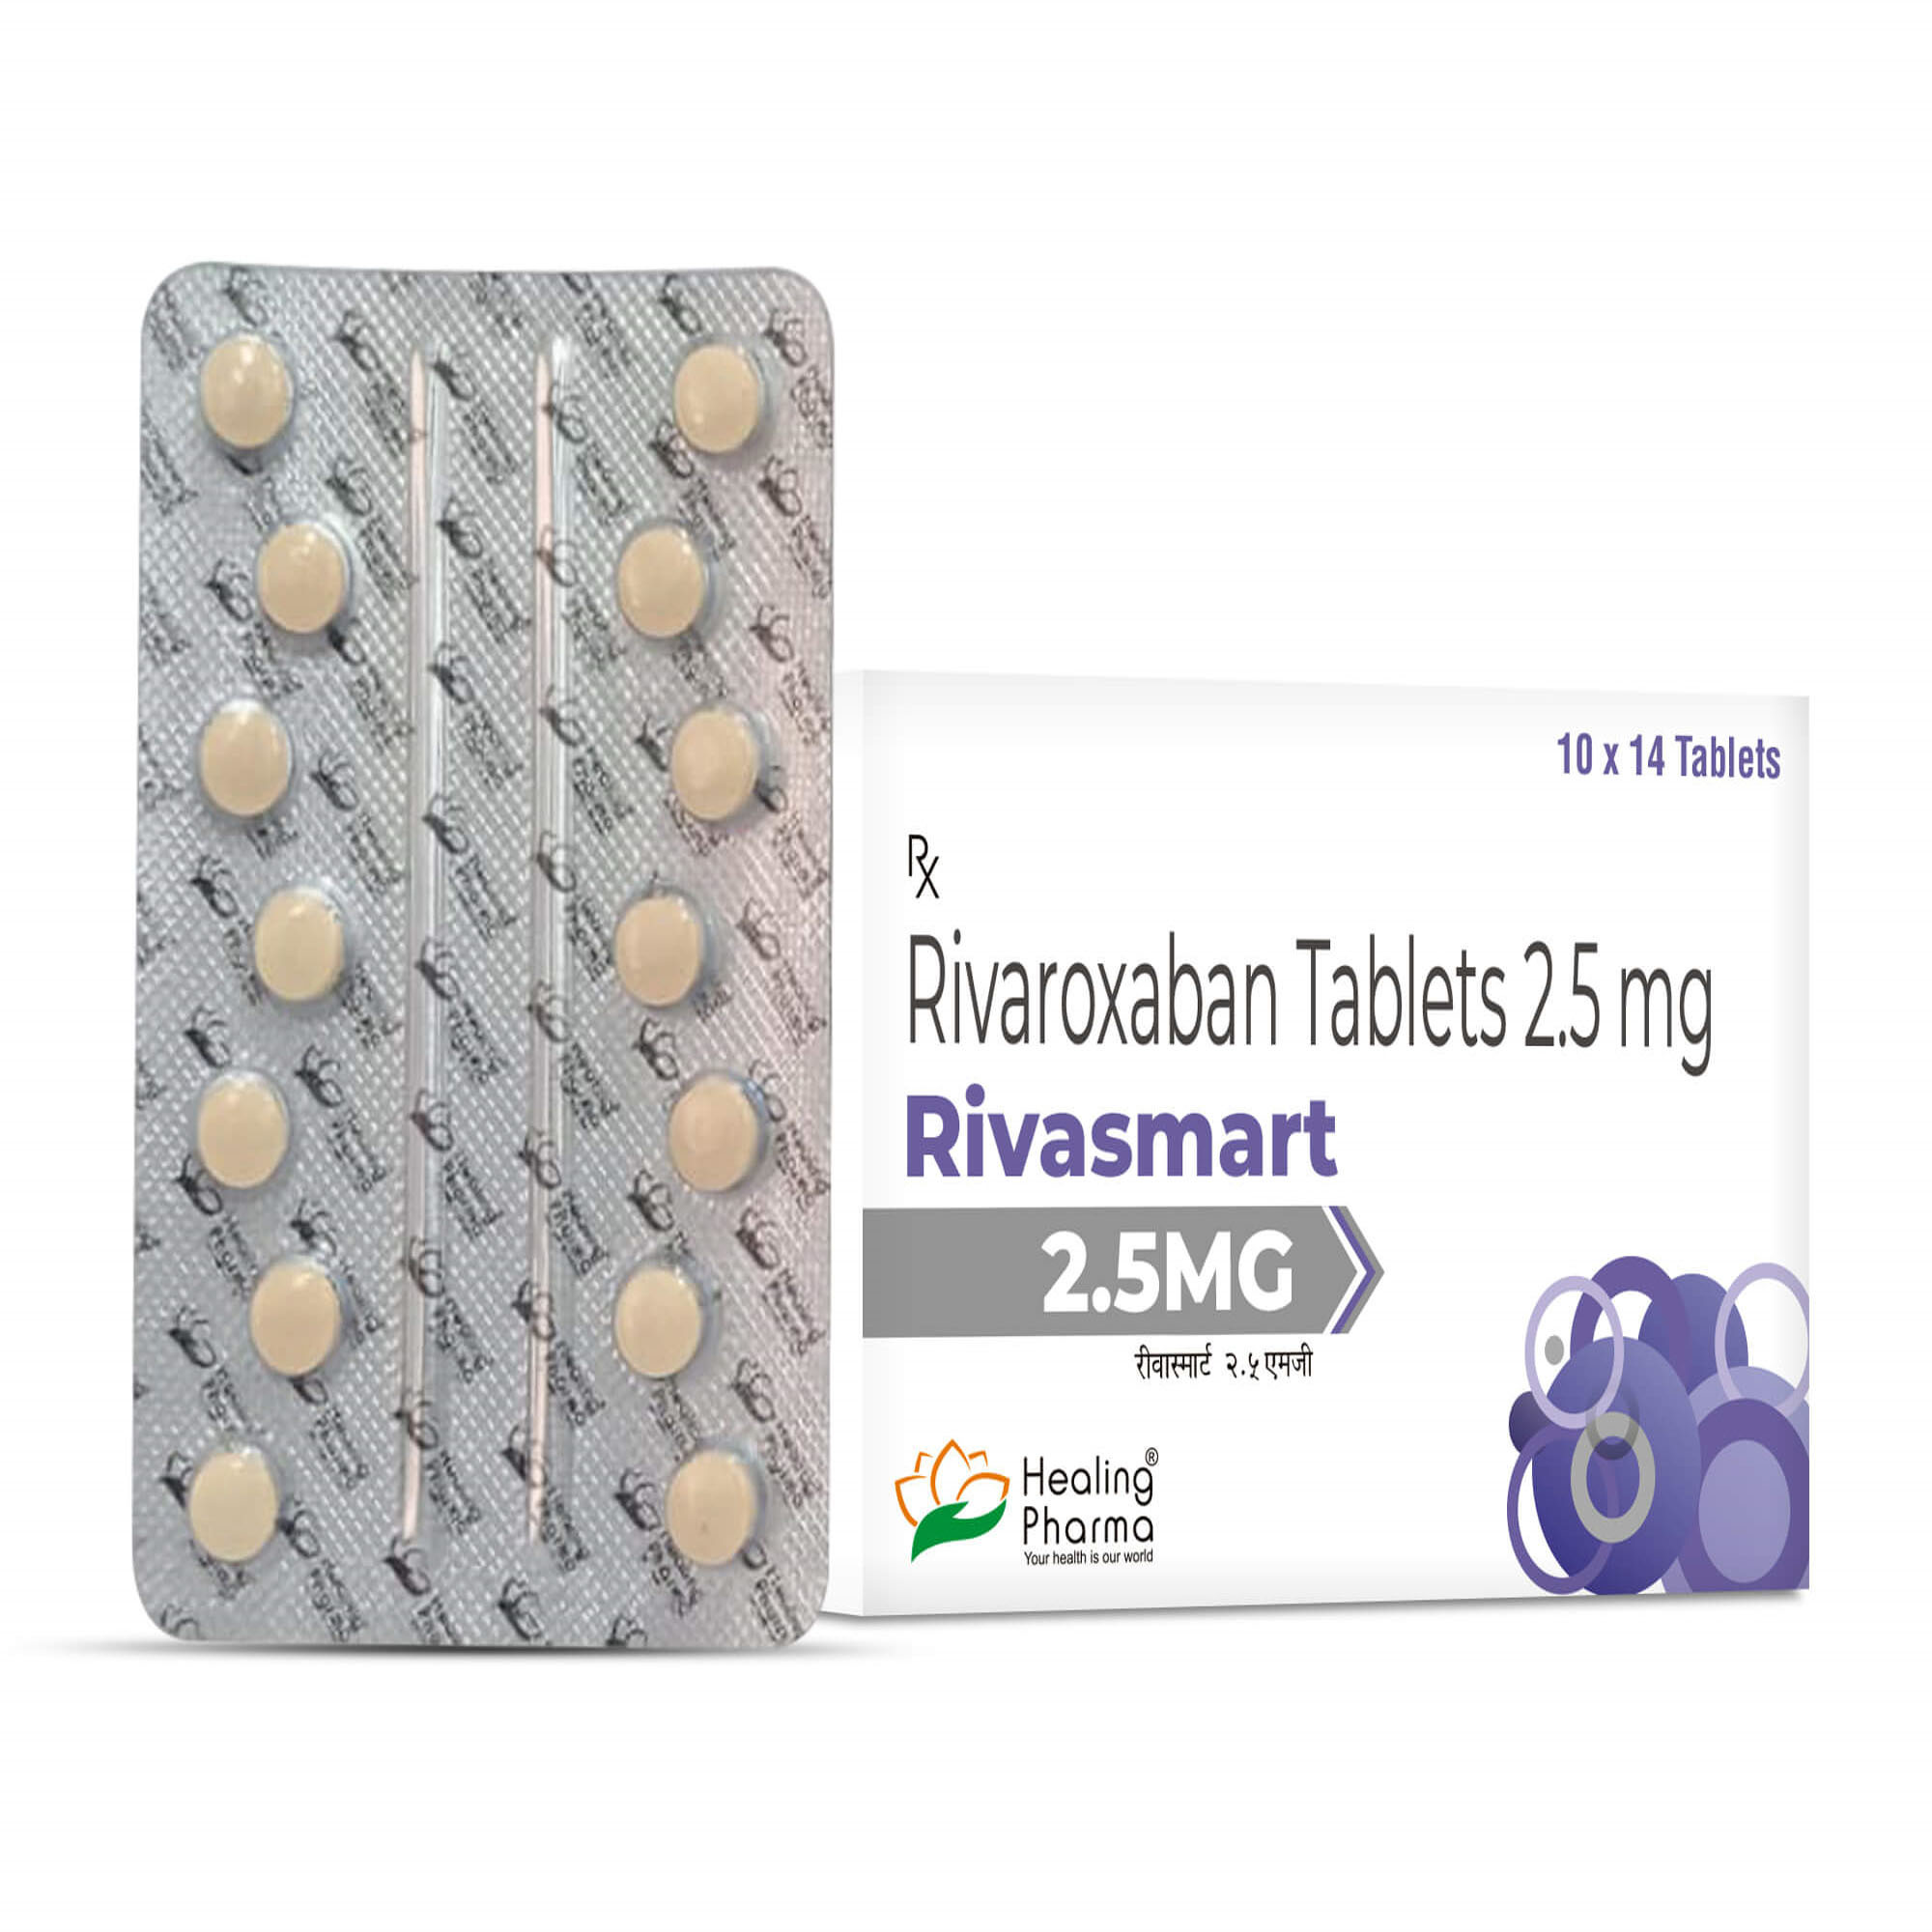 10 x 14 Tablets
Rx
Rivaroxaban Tablets 2.5 mg
Rivasmart
2.5MG
रीवास्मार्ट २.५ एमजी
Healing®
Pharma
Your health is our world